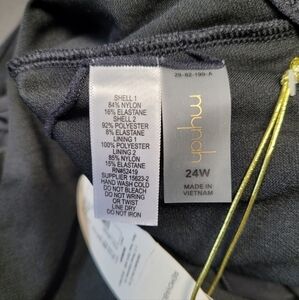 SHELL 1
84% NYLON
16% ELASTANE
SHELL 2
92% POLYESTER
8% ELASTANE
LINING 1
100% POLYESTER
LINING 2
85% NYLON
15% ELASTANE
RN#52419
SUPPLIER 15623-2
HAND WASH COLD
DO NOT BLEACH
DO NOT WRING
OR TWIST
LINE DRY
DO NOT IRON
29-82-199-A
24W
MADE IN
VIETNAM